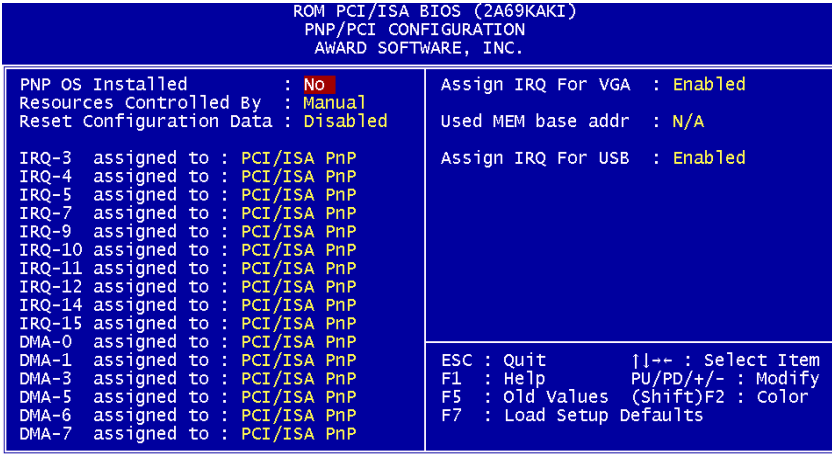 ROM PCI/ISA BIOS (2A69KAKI)
PNP/PCI CONFIGURATION
AWARD SOFTWARE, INC.
PNP OS Installed : No
Resources Controlled By : Manual
Reset Configuration Data : Disabled
IRQ-3 assigned to : PCI/ISA PnP
IRQ-4 assigned to : PCI/ISA PnP
IRQ-5 assigned to : PCI/ISA PnP
IRQ-7 assigned to : PCI/ISA PnP
IRQ-9 assigned to : PCI/ISA PnP
IRQ-10 assigned to : PCI/ISA PnP
IRQ-11 assigned to : PCI/ISA PnP
IRQ-12 assigned to : PCI/ISA PnP
IRQ-14 assigned to : PCI/ISA PnP
IRQ-15 assigned to : PCI/ISA PnP
DMA-0 assigned to : PCI/ISA PnP
DMA-1 assigned to : PCI/ISA PnP
DMA-3 assigned to : PCI/ISA PnP
DMA-5 assigned to : PCI/ISA PnP
DMA-6 assigned to : PCI/ISA PnP
DMA-7 assigned to : PCI/ISA PnP
Assign IRQ For VGA : Enabled
Used MEM base addr : N/A
Assign IRQ For USB : Enabled
ESC : Quit ↑↓→← : Select Item
F1 : Help PU/PD/+/- : Modify
F5 : Old Values (Shift)F2 : Color
F7 : Load Setup Defaults